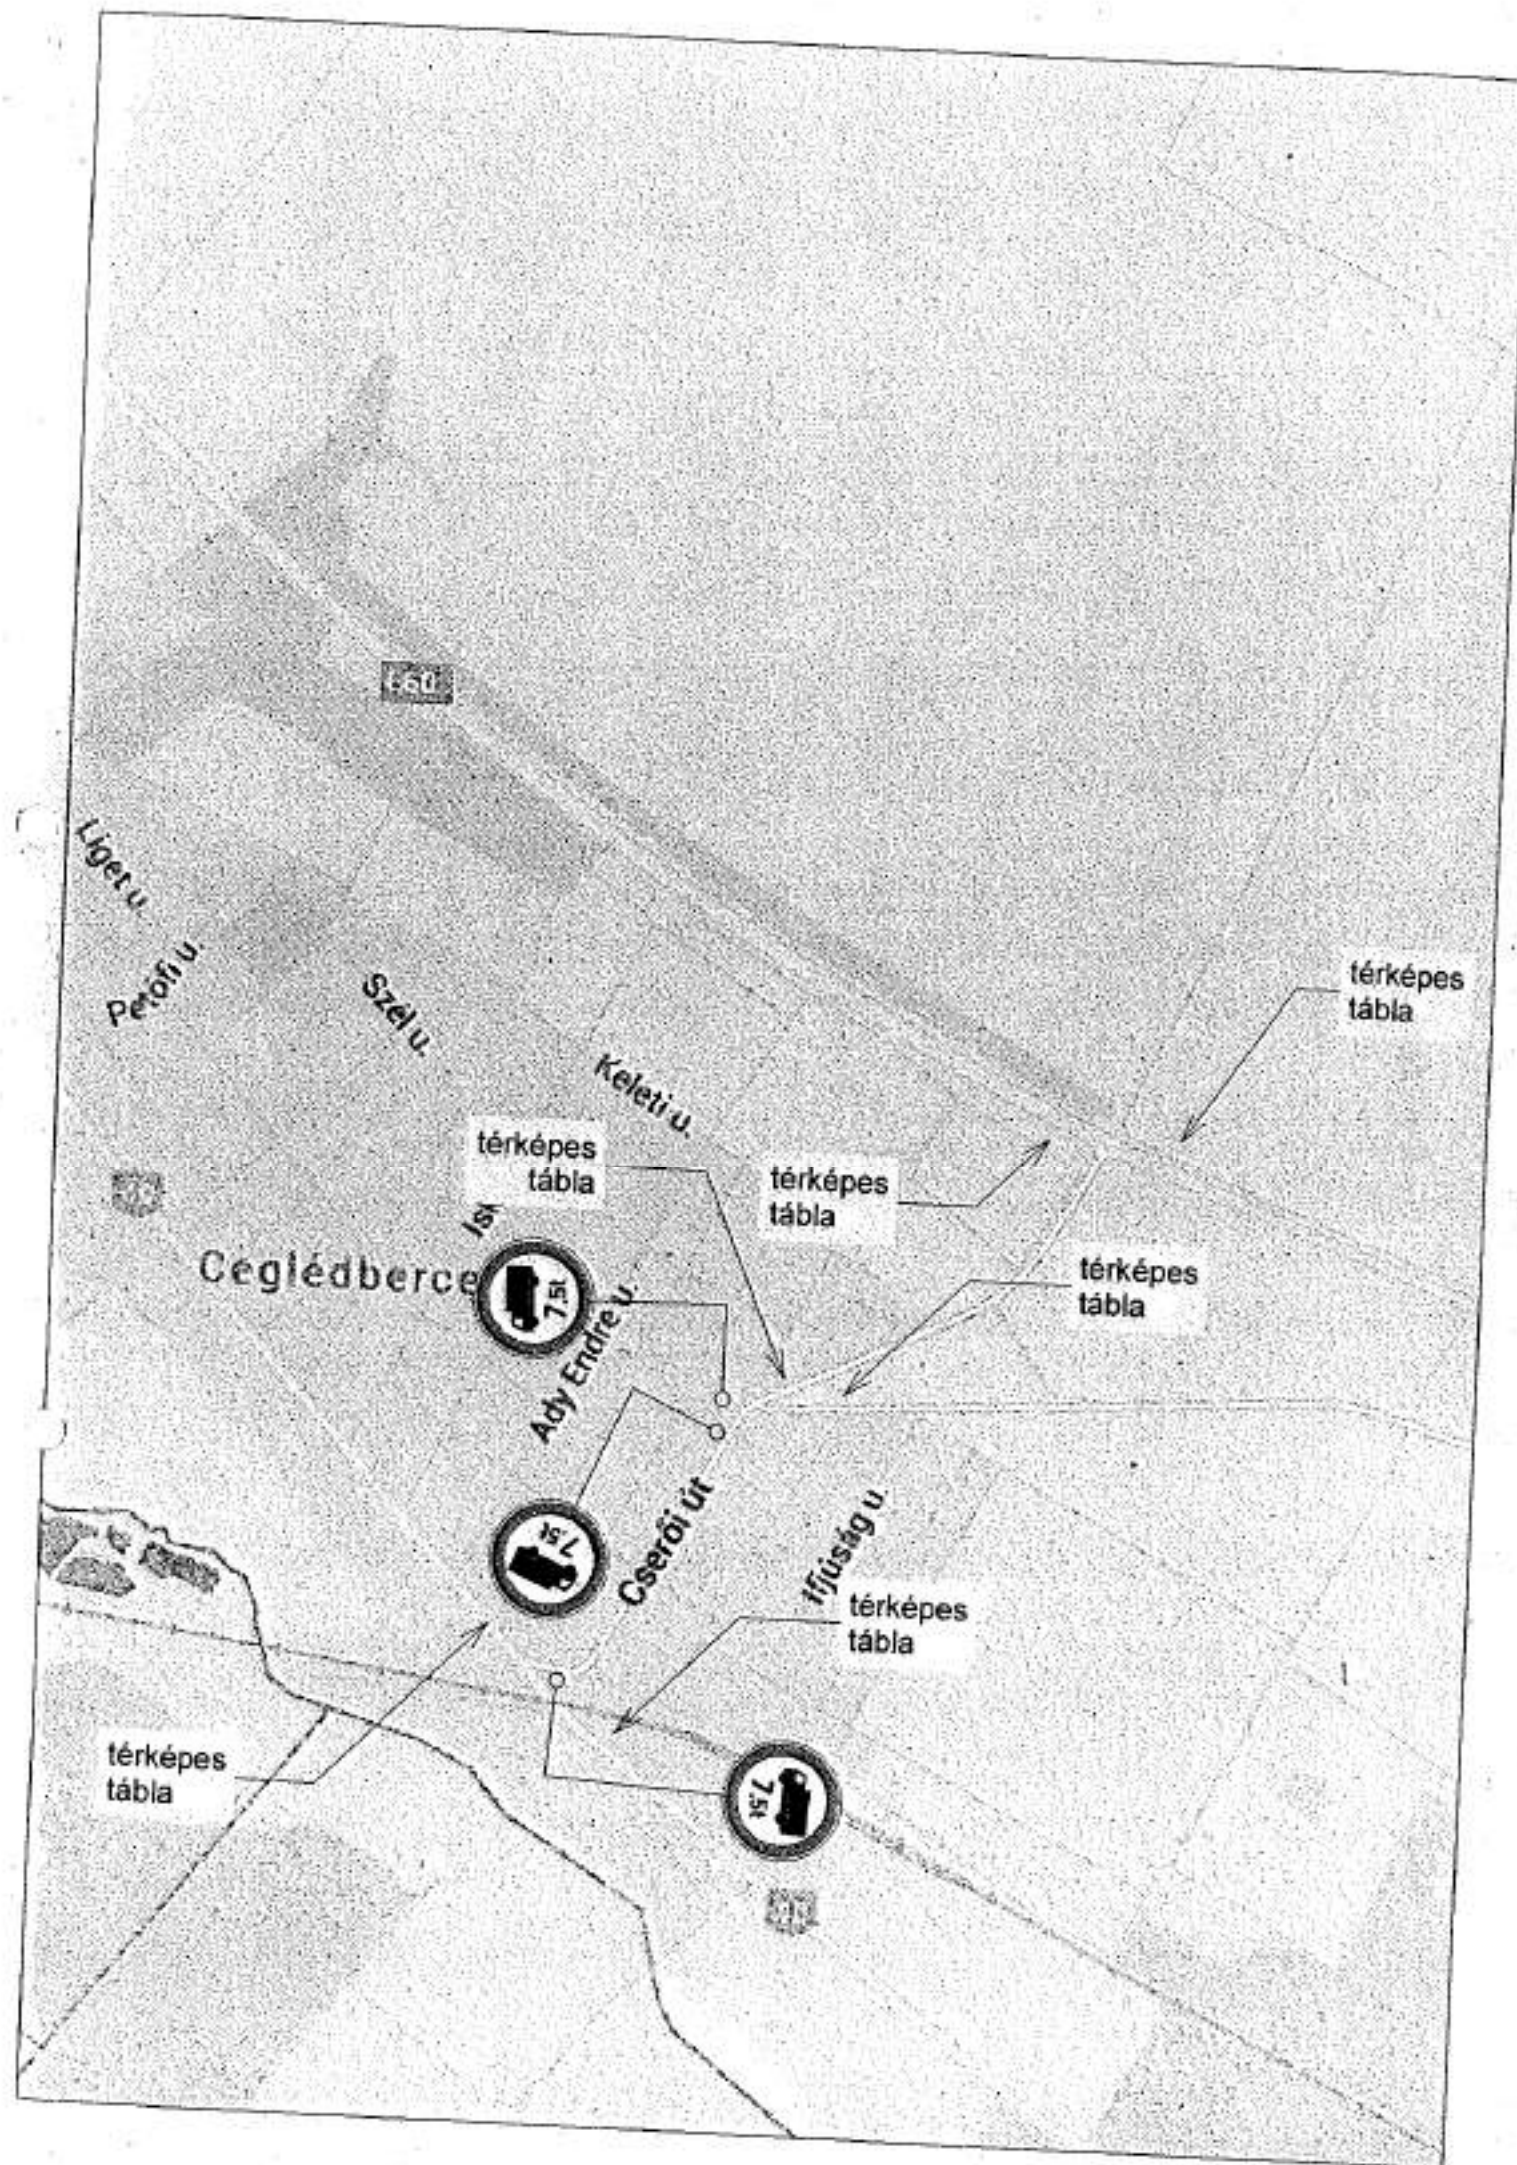 E60
Liget u.
Petőfi u.
Szél u.
térképes
tábla
Keleti u.
térképes
tábla
térképes
tábla
Ceglédberce
7.5t
Ady Endre u.
térképes
tábla
7.5t
Cserői út
Ifjúság u.
térképes
tábla
térképes
tábla
7.5t